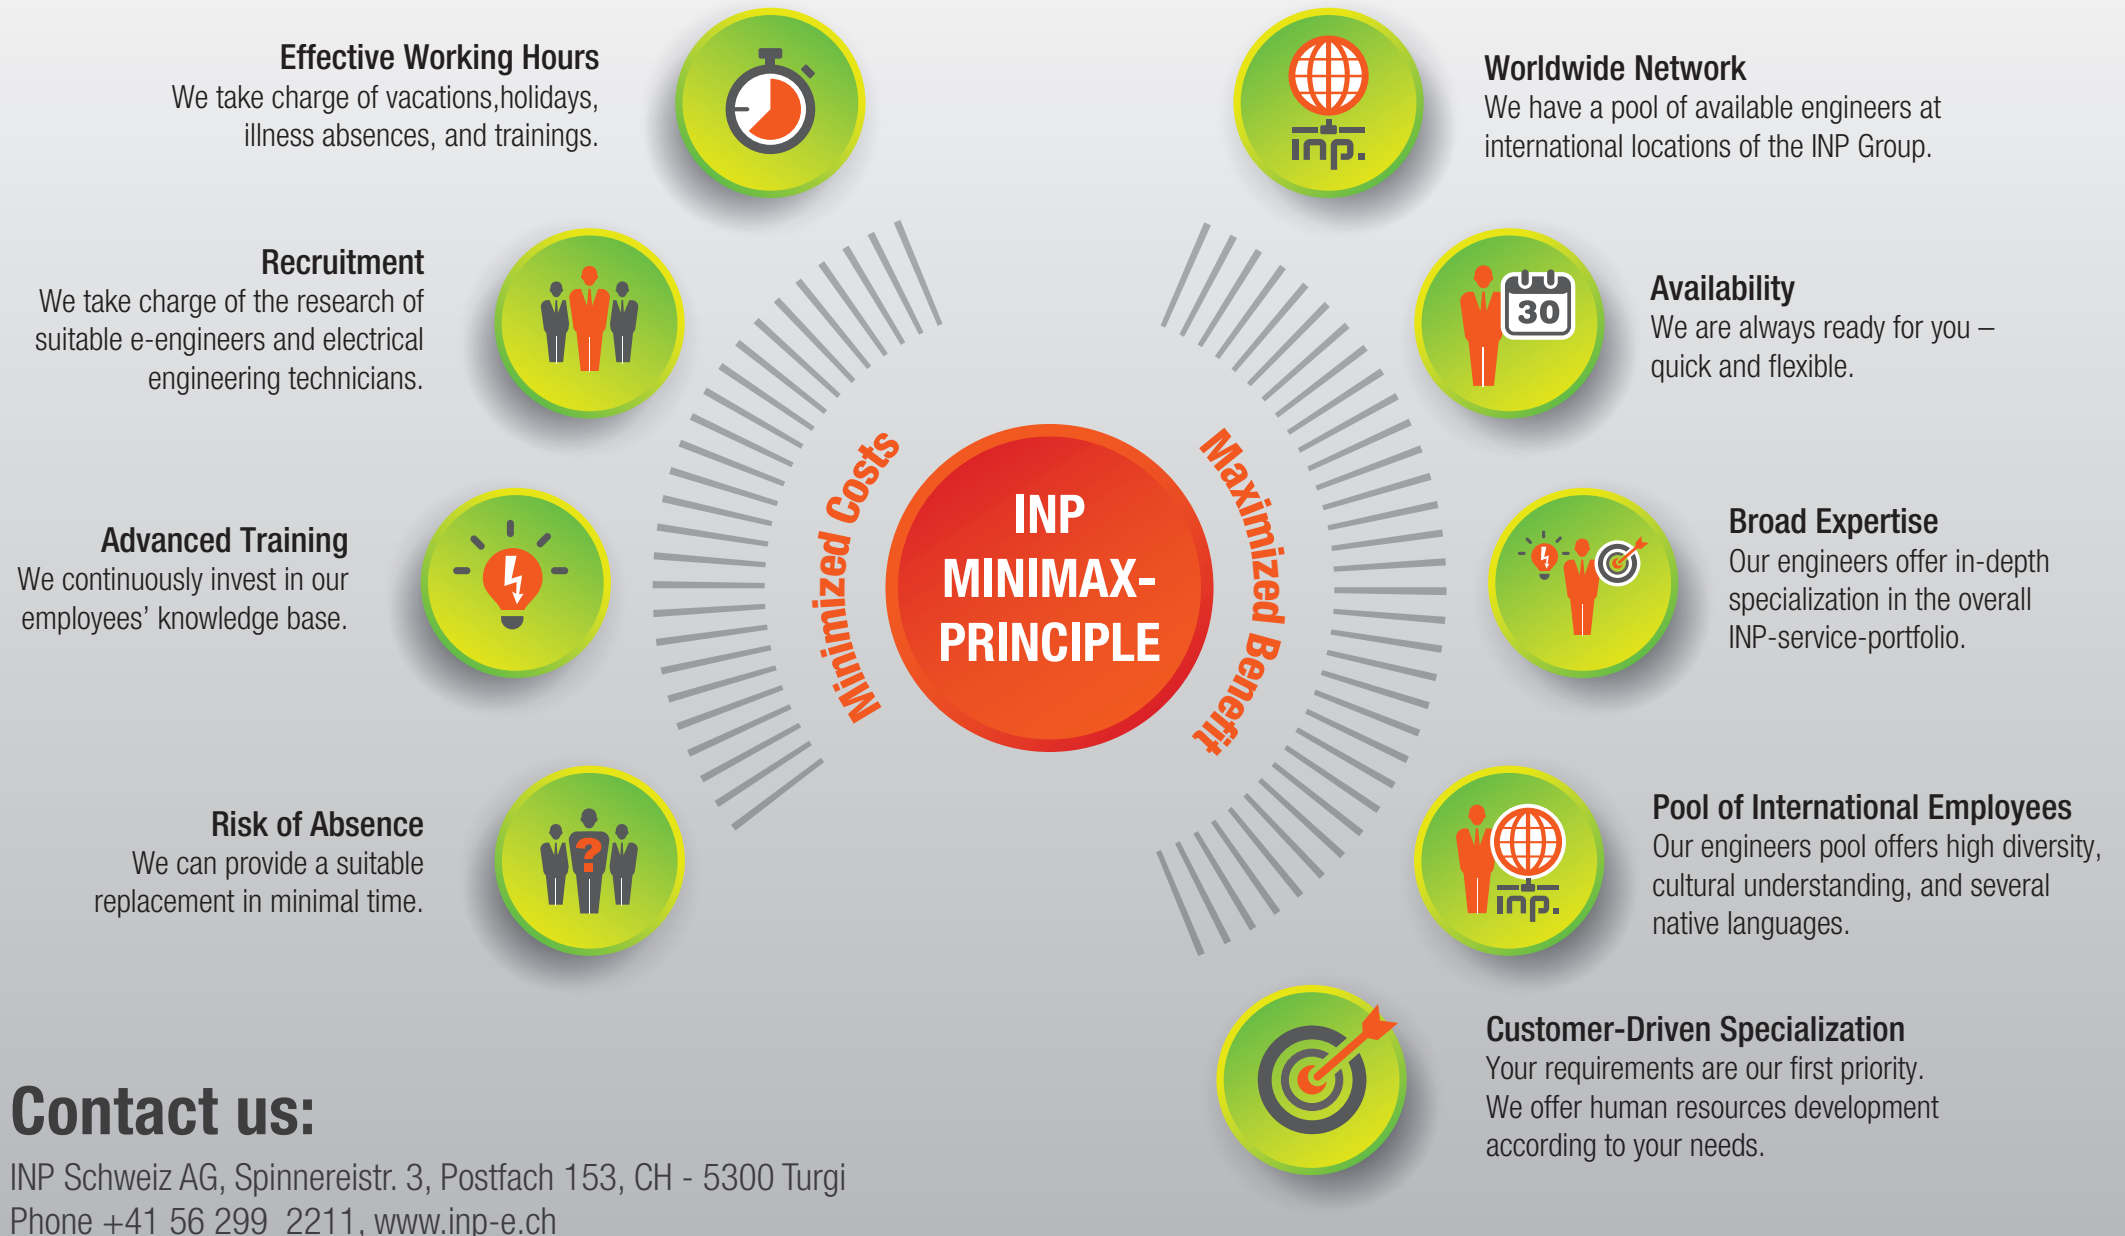 Effective Working Hours
We take charge of vacations,holidays,
illness absences, and trainings.
Recruitment
We take charge of the research of
suitable e-engineers and electrical
engineering technicians.
Advanced Training
We continuously invest in our
employees’ knowledge base.
Risk of Absence
We can provide a suitable
replacement in minimal time.
?
Minimized Costs
INP
MINIMAX-
PRINCIPLE
Maximized Benefit
inp.
Worldwide Network
We have a pool of available engineers at
international locations of the INP Group.
30
Availability
We are always ready for you –
quick and flexible.
Broad Expertise
Our engineers offer in-depth
specialization in the overall
INP-service-portfolio.
inp.
Pool of International Employees
Our engineers pool offers high diversity,
cultural understanding, and several
native languages.
Customer-Driven Specialization
Your requirements are our first priority.
We offer human resources development
according to your needs.
Contact us:
INP Schweiz AG, Spinnereistr. 3, Postfach 153, CH - 5300 Turgi
Phone +41 56 299  2211, www.inp-e.ch